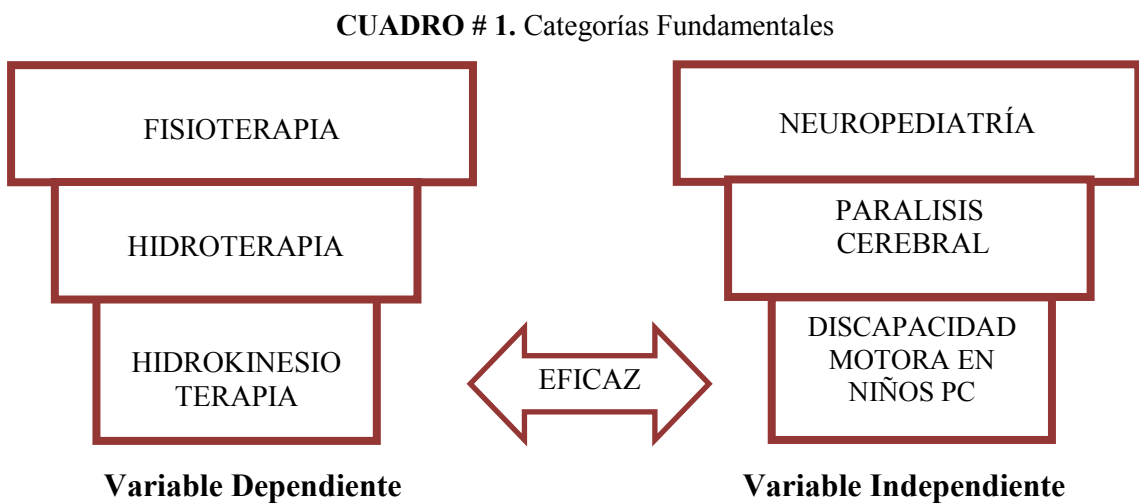 CUADRO # 1. Categorías Fundamentales
FISIOTERAPIA
HIDROTERAPIA
HIDROKINESIO
TERAPIA
EFICAZ
NEUROPEDIATRÍA
PARALISIS
CEREBRAL
DISCAPACIDAD
MOTORA EN
NIÑOS PC
Variable Dependiente
Variable Independiente